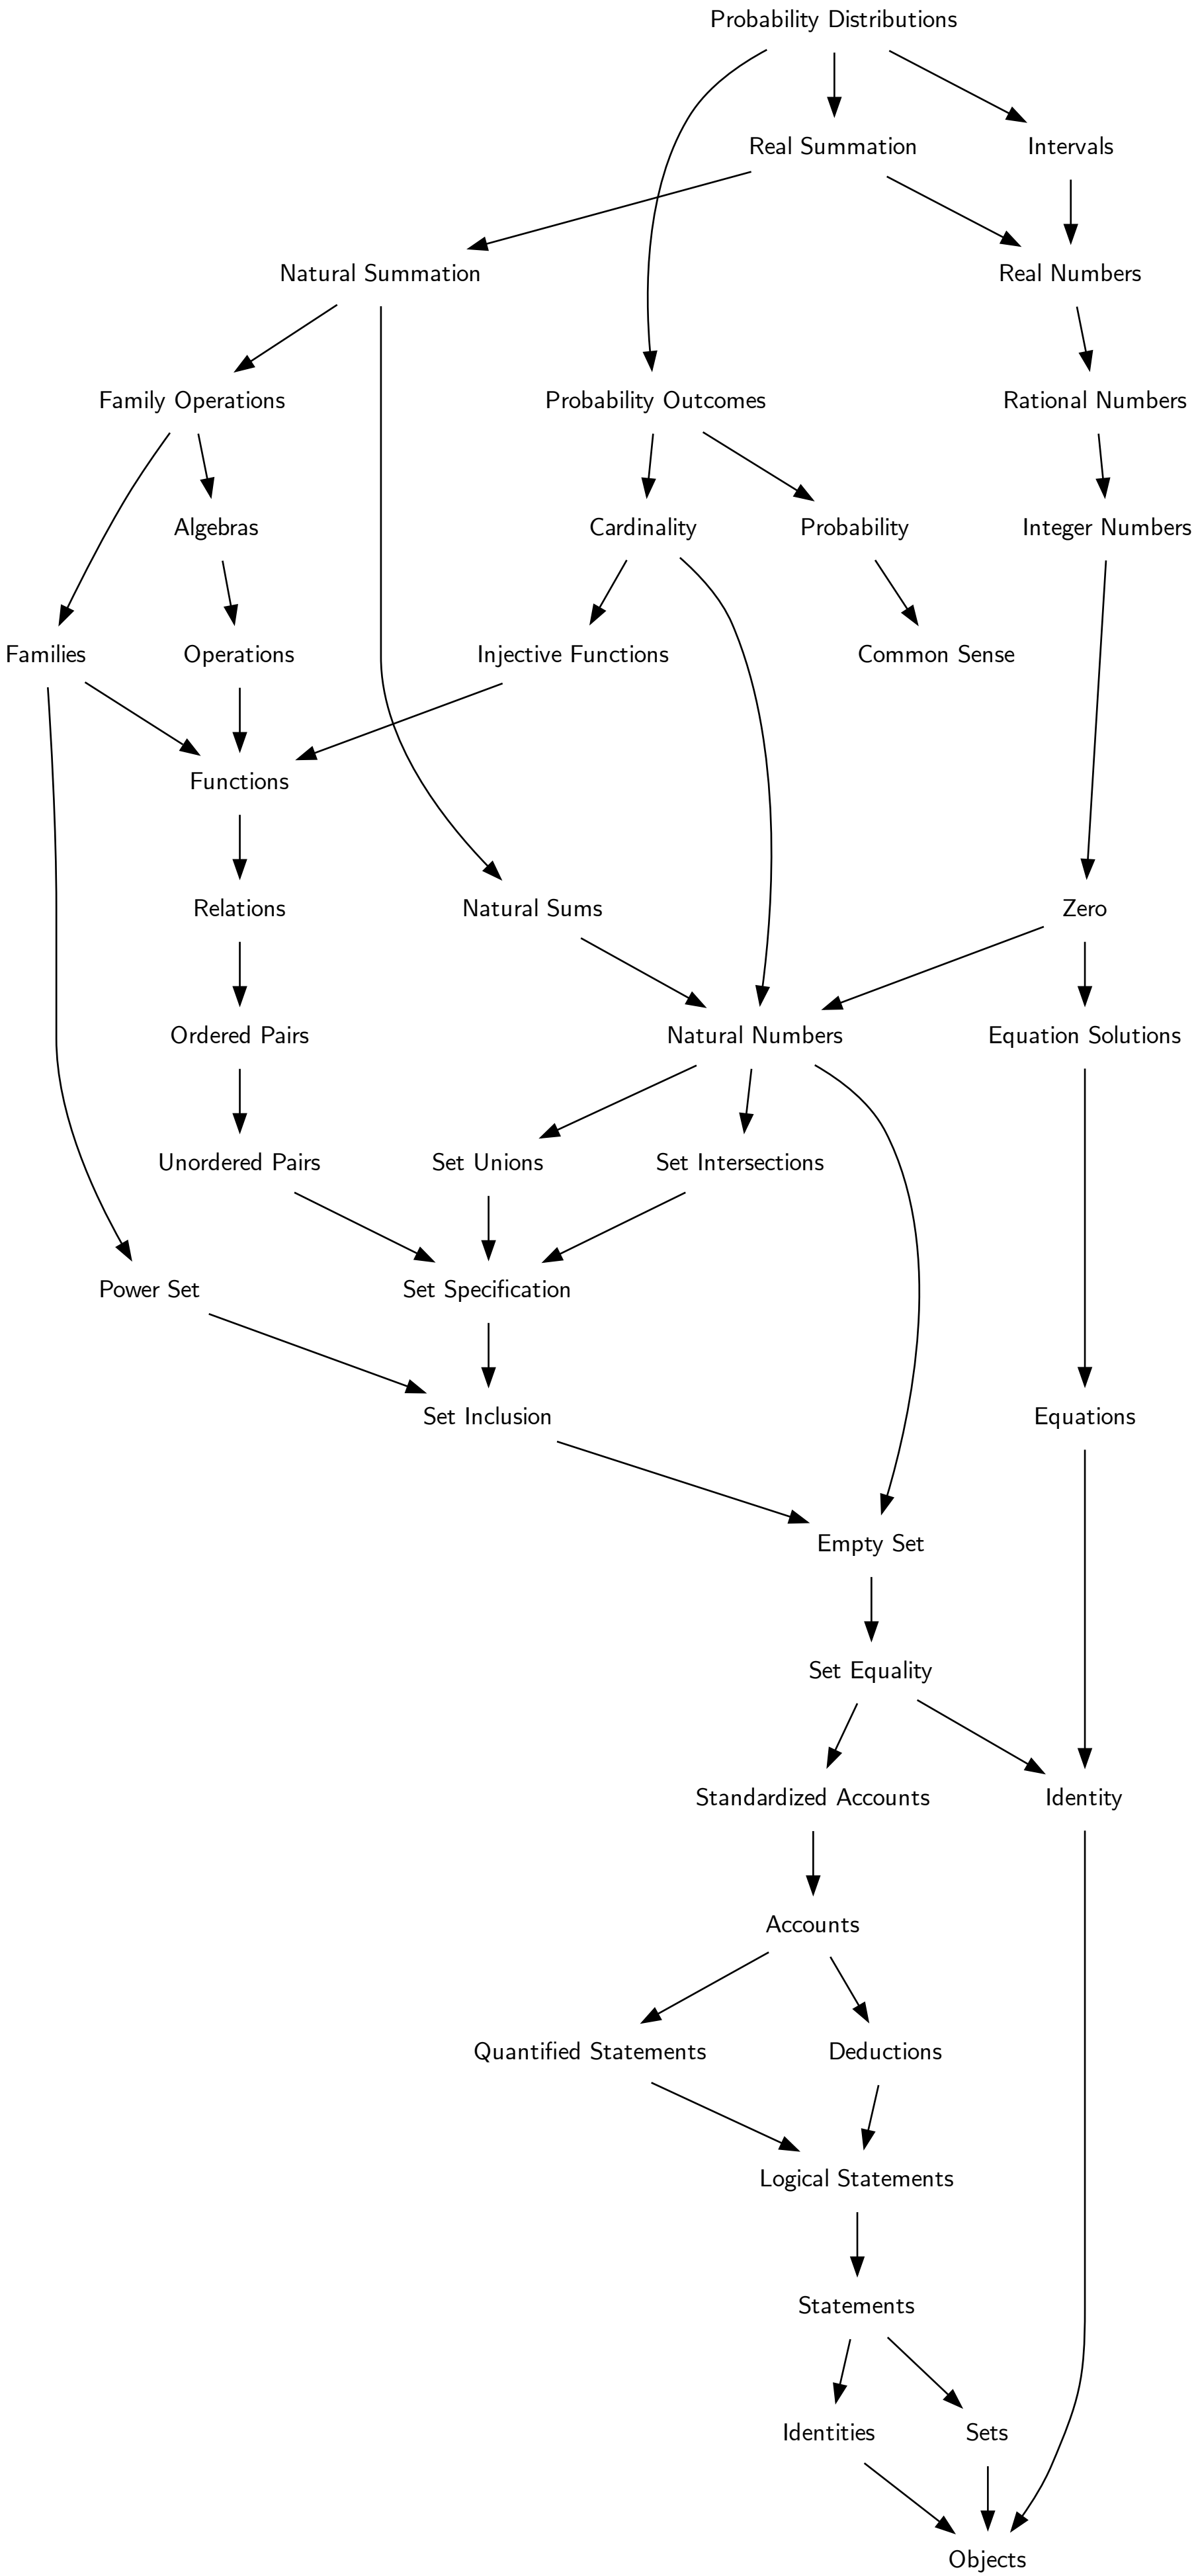 Probability Distributions
Real Summation
Intervals
Natural Summation
Real Numbers
Family Operations
Probability Outcomes
Rational Numbers
Algebras
Cardinality
Probability
Integer Numbers
Families
Operations
Injective Functions
Common Sense
Functions
Relations
Natural Sums
Zero
Ordered Pairs
Natural Numbers
Equation Solutions
Unordered Pairs
Set Unions
Set Intersections
Power Set
Set Specification
Set Inclusion
Equations
Empty Set
Set Equality
Standardized Accounts
Identity
Accounts
Quantified Statements
Deductions
Logical Statements
Statements
Identities
Sets
Objects